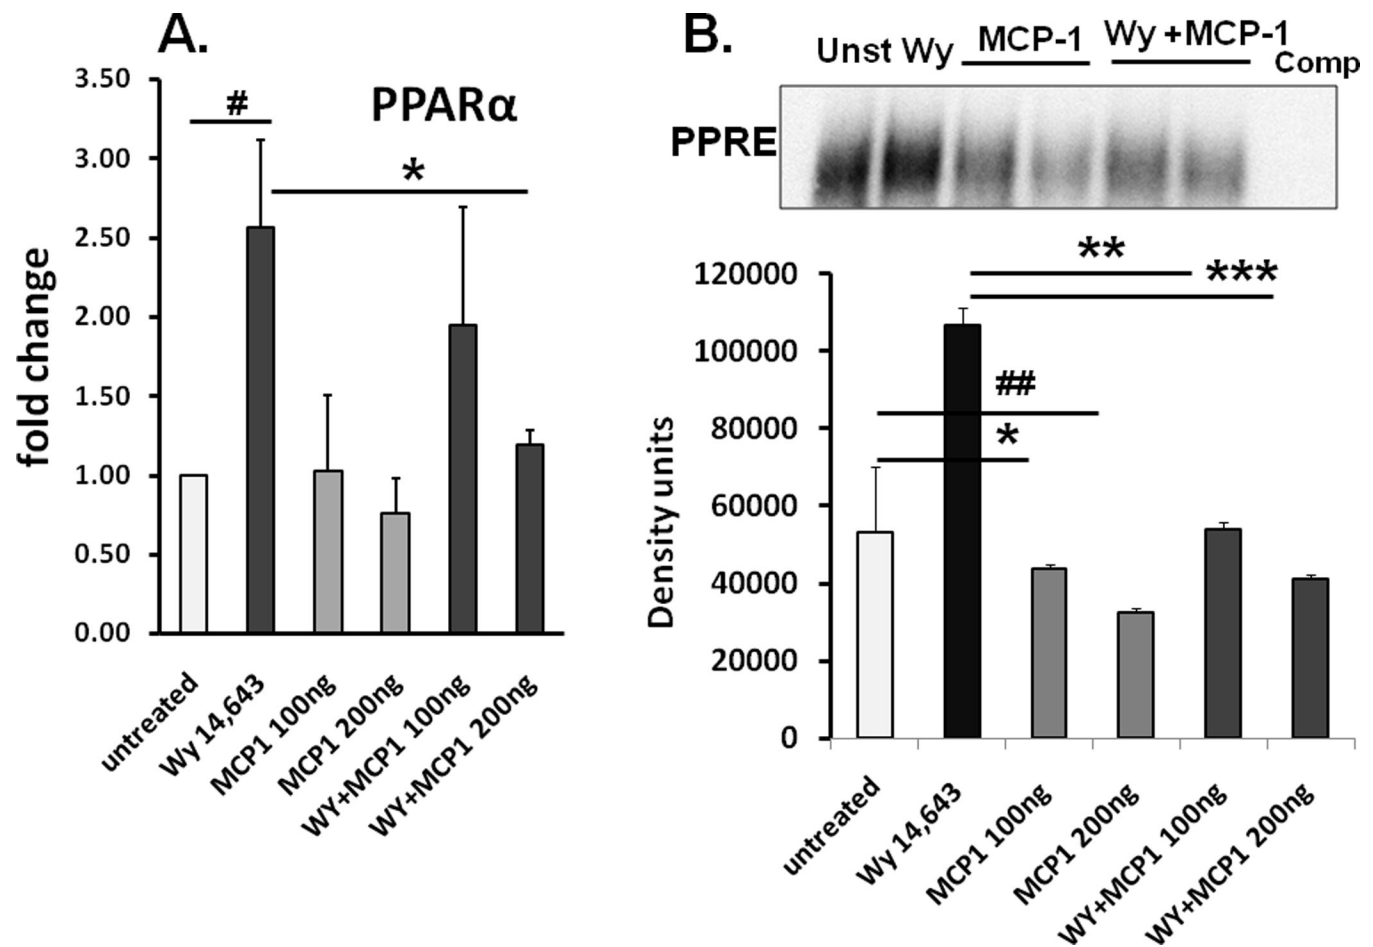 A.
3.50
3.00
2.50
2.00
1.50
1.00
0.50
0.00
fold change
PPARα
#
*
untreated
Wy 14,643
MCP1 100ng
MCP1 200ng
WY+MCP1 100ng
WY+MCP1 200ng
B.
Unst Wy MCP-1 Wy +MCP-1 Comp
PPRE
120000
100000
80000
60000
40000
20000
0
Density units
**
***
##
*
untreated
Wy 14,643
MCP1 100ng
MCP1 200ng
WY+MCP1 100ng
WY+MCP1 200ng